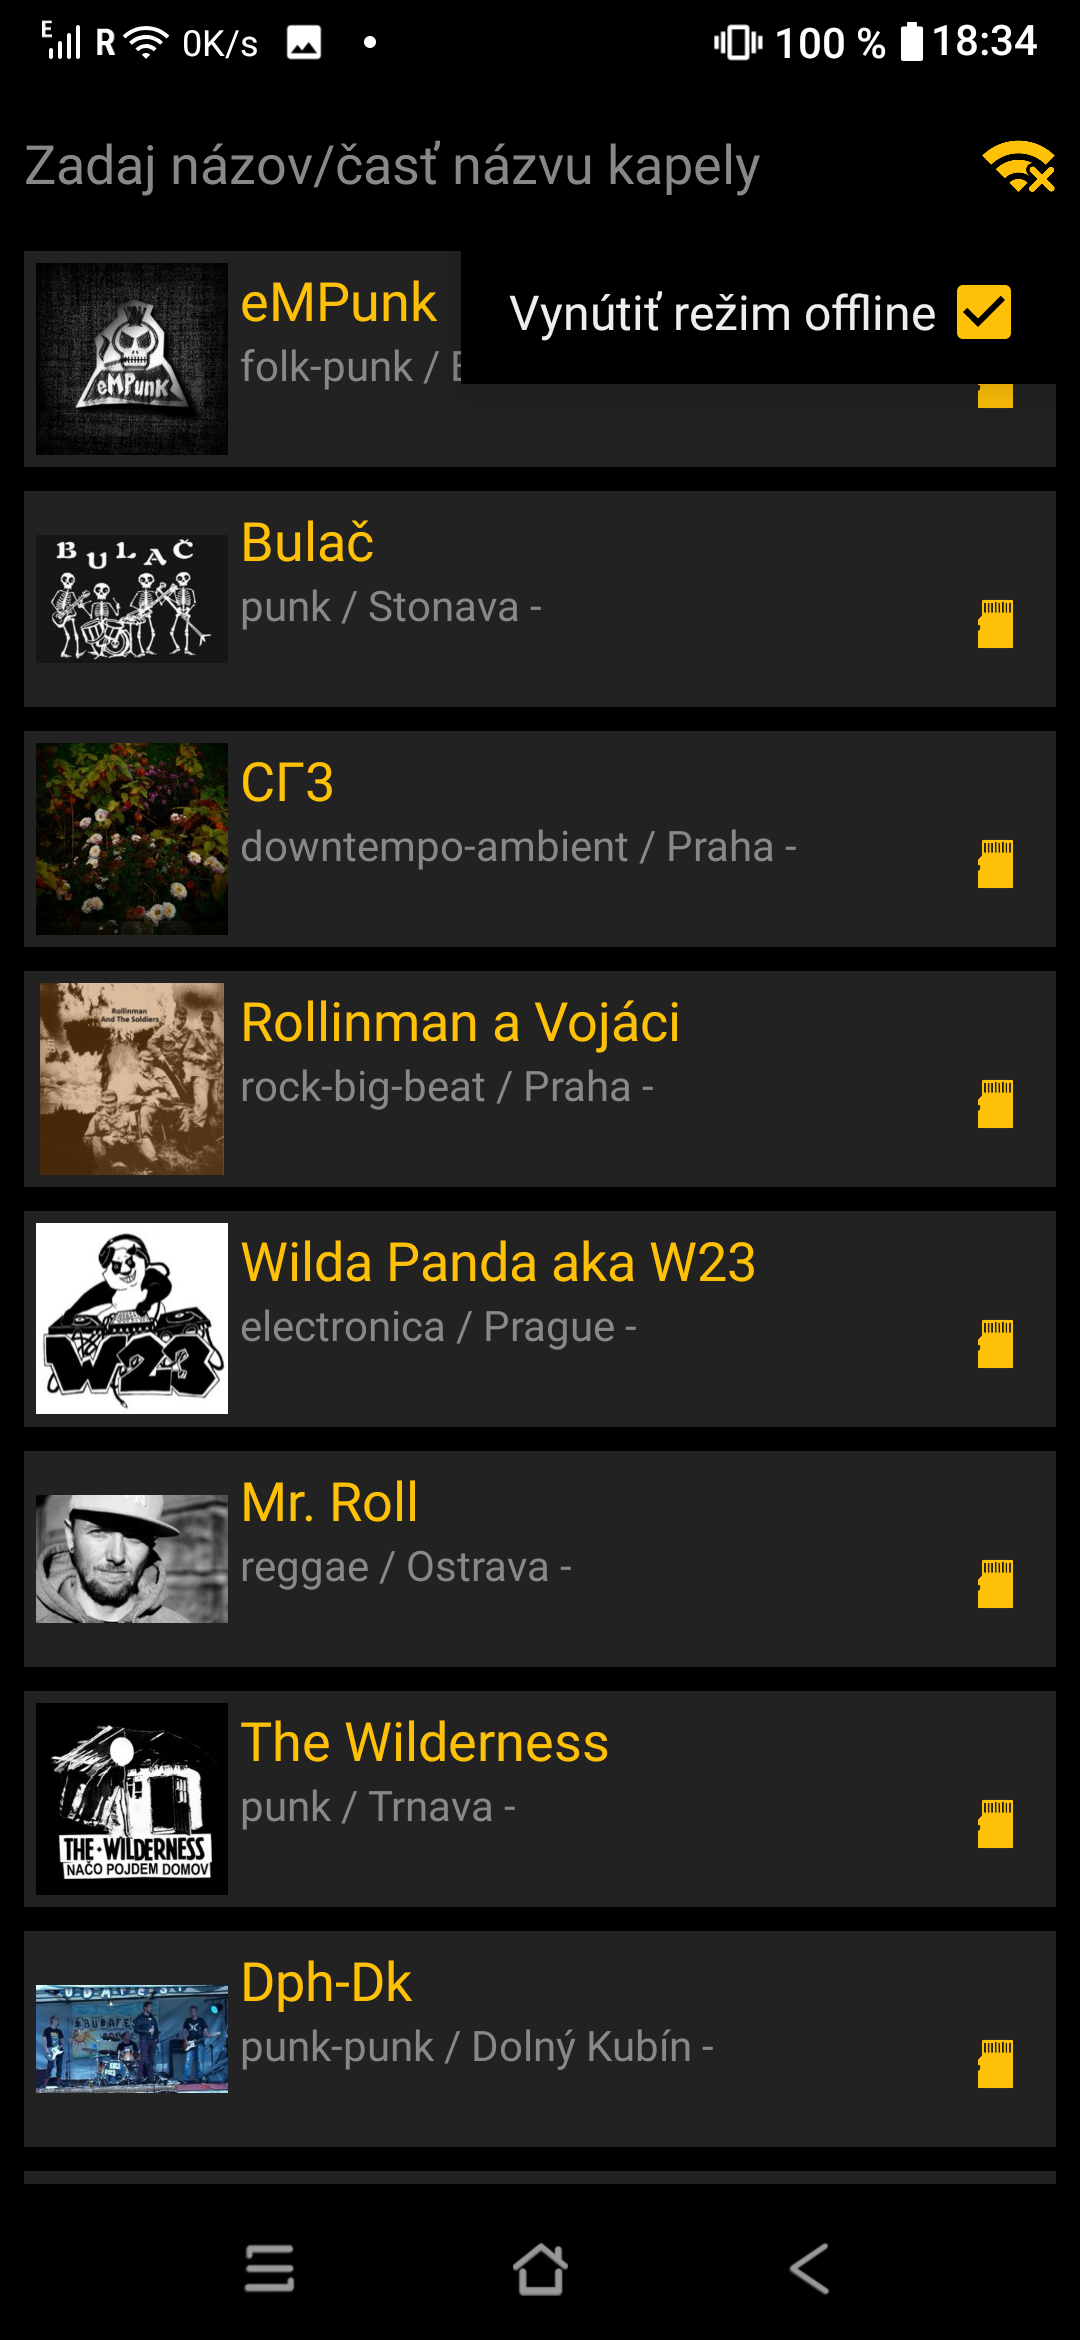 E R 0K/s 100 % 18:34
Zadaj názov/časť názvu kapely
Vynútiť režim offline
eMPunk
folk-punk /
eMPunk
Bulač
punk / Stonava -
BULAČ
СГЗ
downtempo-ambient / Praha -
Rollinman a Vojáci
rock-big-beat / Praha -
Rollinman
And The Soldiers
Wilda Panda aka W23
electronica / Prague -
W23
Mr. Roll
reggae / Ostrava -
The Wilderness
punk / Trnava -
THE·WILDERNESS
NAČO POJDEM DOMOV
Dph-Dk
punk-punk / Dolný Kubín -